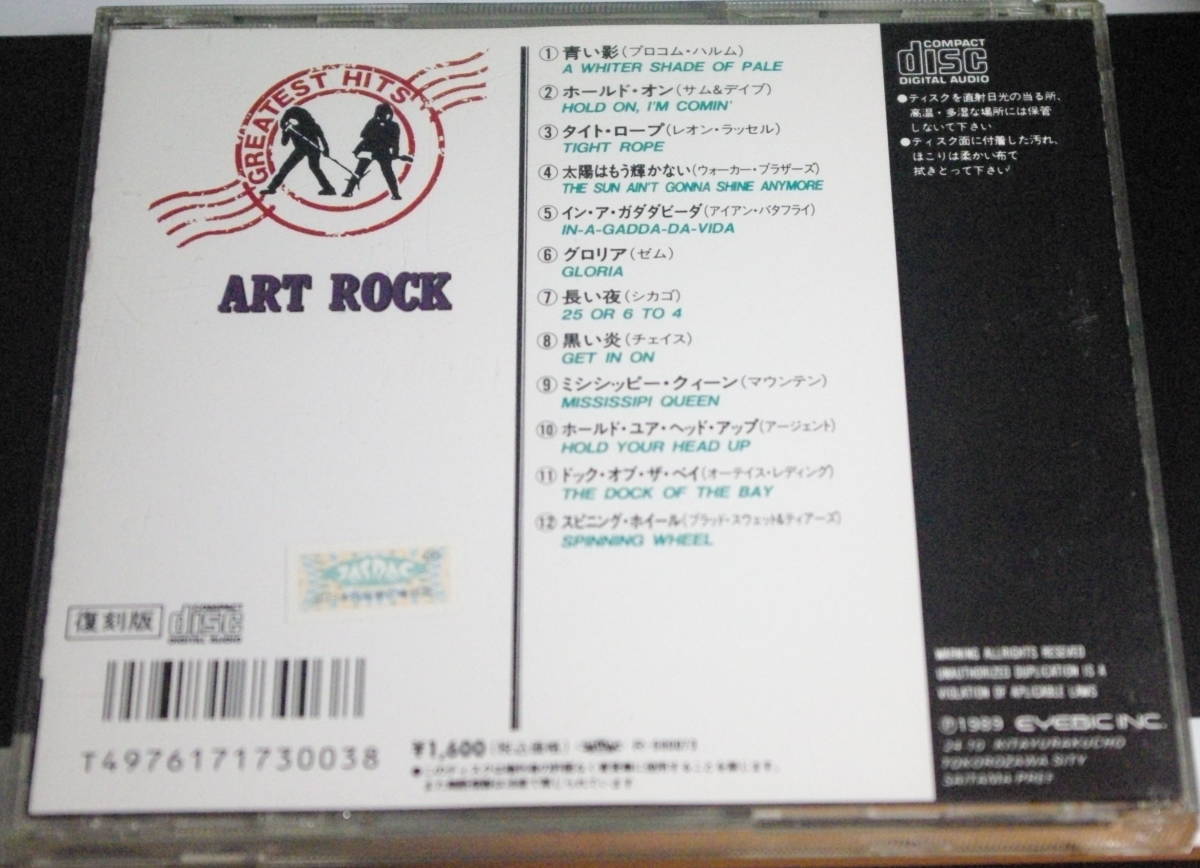 GREATEST HITS
ART ROCK
① 青い影(プロコム・ハルム)
A WHITER SHADE OF PALE
② ホールド・オン(サム&デイブ)
HOLD ON, I'M COMIN'
③ タイト・ロープ(レオン・ラッセル)
TIGHT ROPE
④ 太陽はもう輝かない(ウォーカー・ブラザーズ)
THE SUN AIN'T GONNA SHINE ANYMORE
⑤ イン・ア・ガダダビーダ(アイアン・バタフライ)
IN-A-GADDA-DA-VIDA
⑥ グロリア(ゼム)
GLORIA
⑦ 長い夜(シカゴ)
25 OR 6 TO 4
⑧ 黒い炎(チェイス)
GET IN ON
⑨ ミシシッピー・クィーン(マウンテン)
MISSISSIPI QUEEN
⑩ ホールド・ユア・ヘッド・アップ(アージェント)
HOLD YOUR HEAD UP
⑪ ドック・オブ・ザ・ベイ(オーティス・レディング)
THE DOCK OF THE BAY
⑫ スピニング・ホイール(ブラッド・スウェット&ティアーズ)
SPINNING WHEEL
COMPACT
disc
DIGITAL AUDIO
●ディスクを直射日光の当る所、
高温・多湿な場所には保管
しないで下さい
●ディスク面に付着した汚れ、
ほこりは柔かい布で
拭きとって下さい
JASRAC
復刻版
COMPACT
disc
DIGITAL AUDIO
T4976171730038
¥1,600(税込価格)
WARNING ALLRIGHTS RESEVED
UNAUTHORIZED DUPLICATION IS A
VIOLATION OF APLICABLE LAWS
Ⓟ1989 EYEBIC INC.
24 10 KITAYURAKUCHO
TOKOROZAWA SITY
SAITAMA PREF